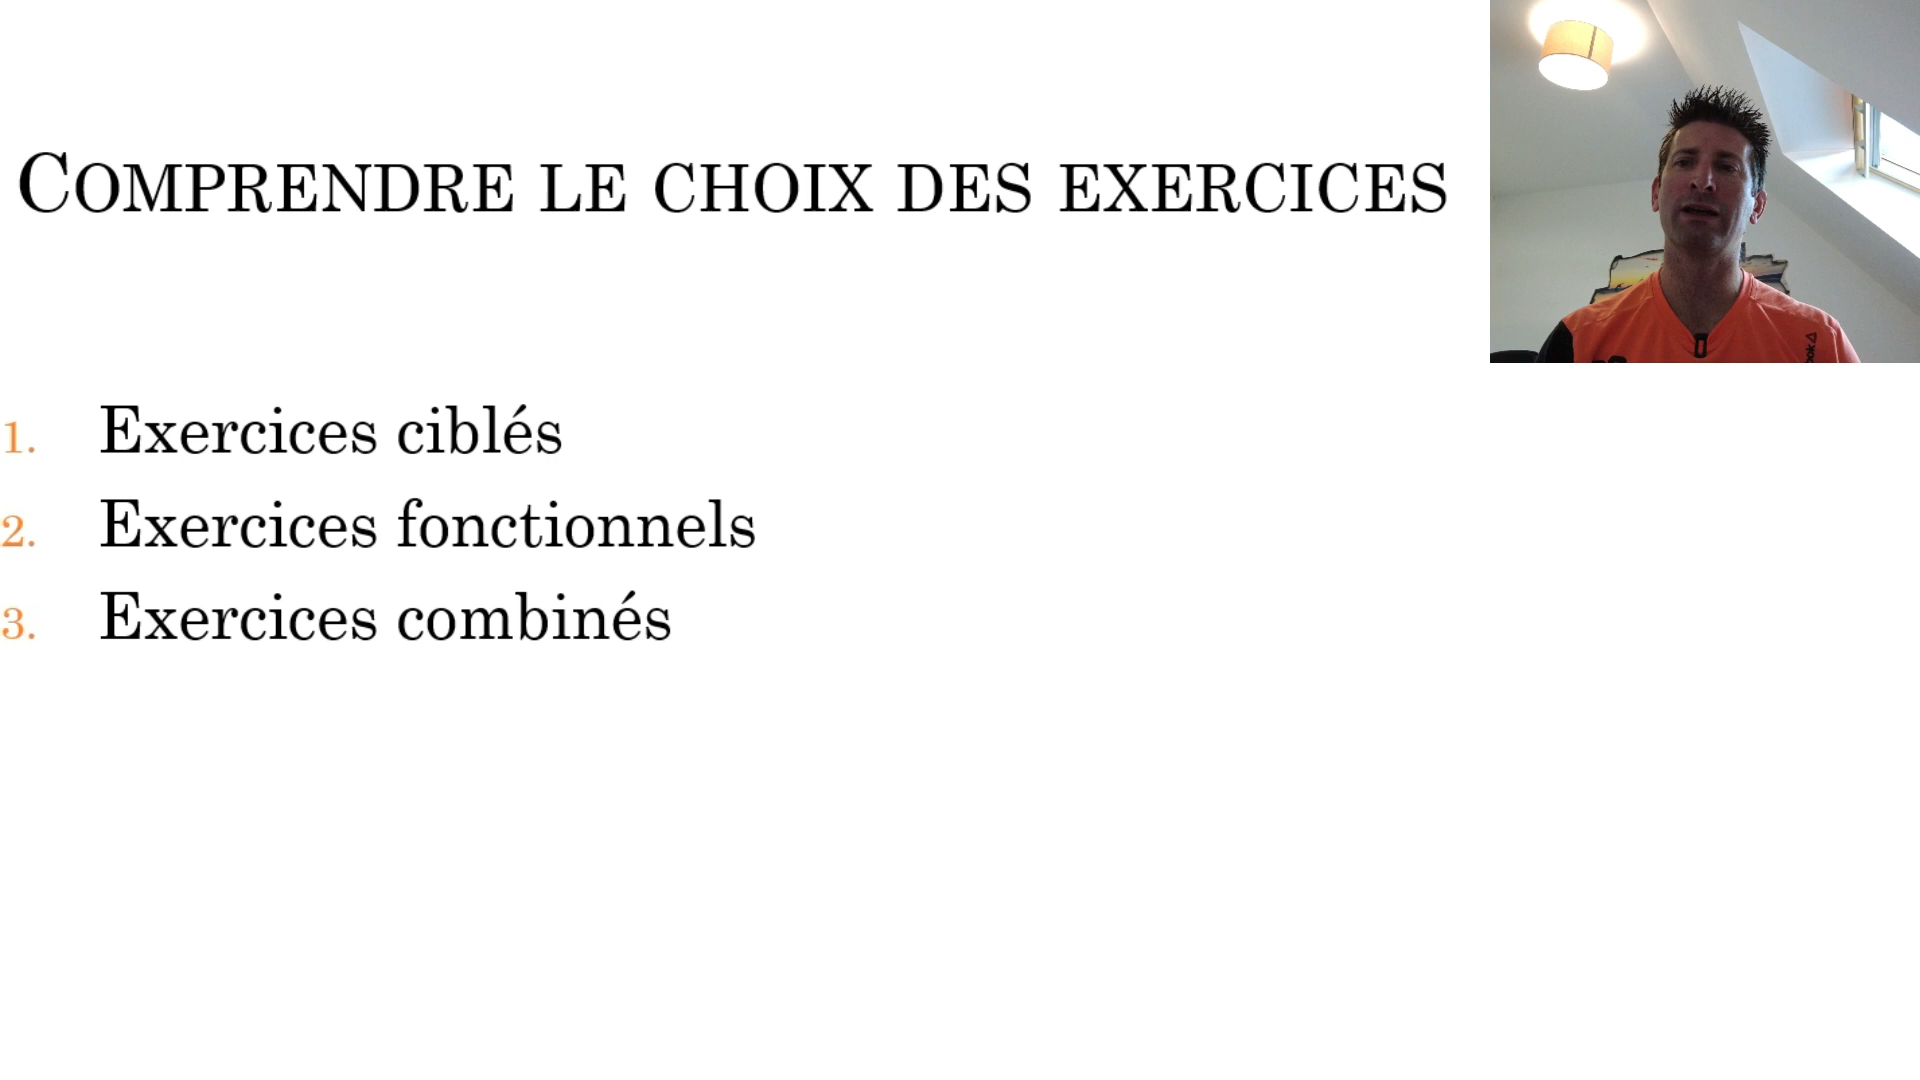 Comprendre le choix des exercices
1. Exercices ciblés
2. Exercices fonctionnels
3. Exercices combinés